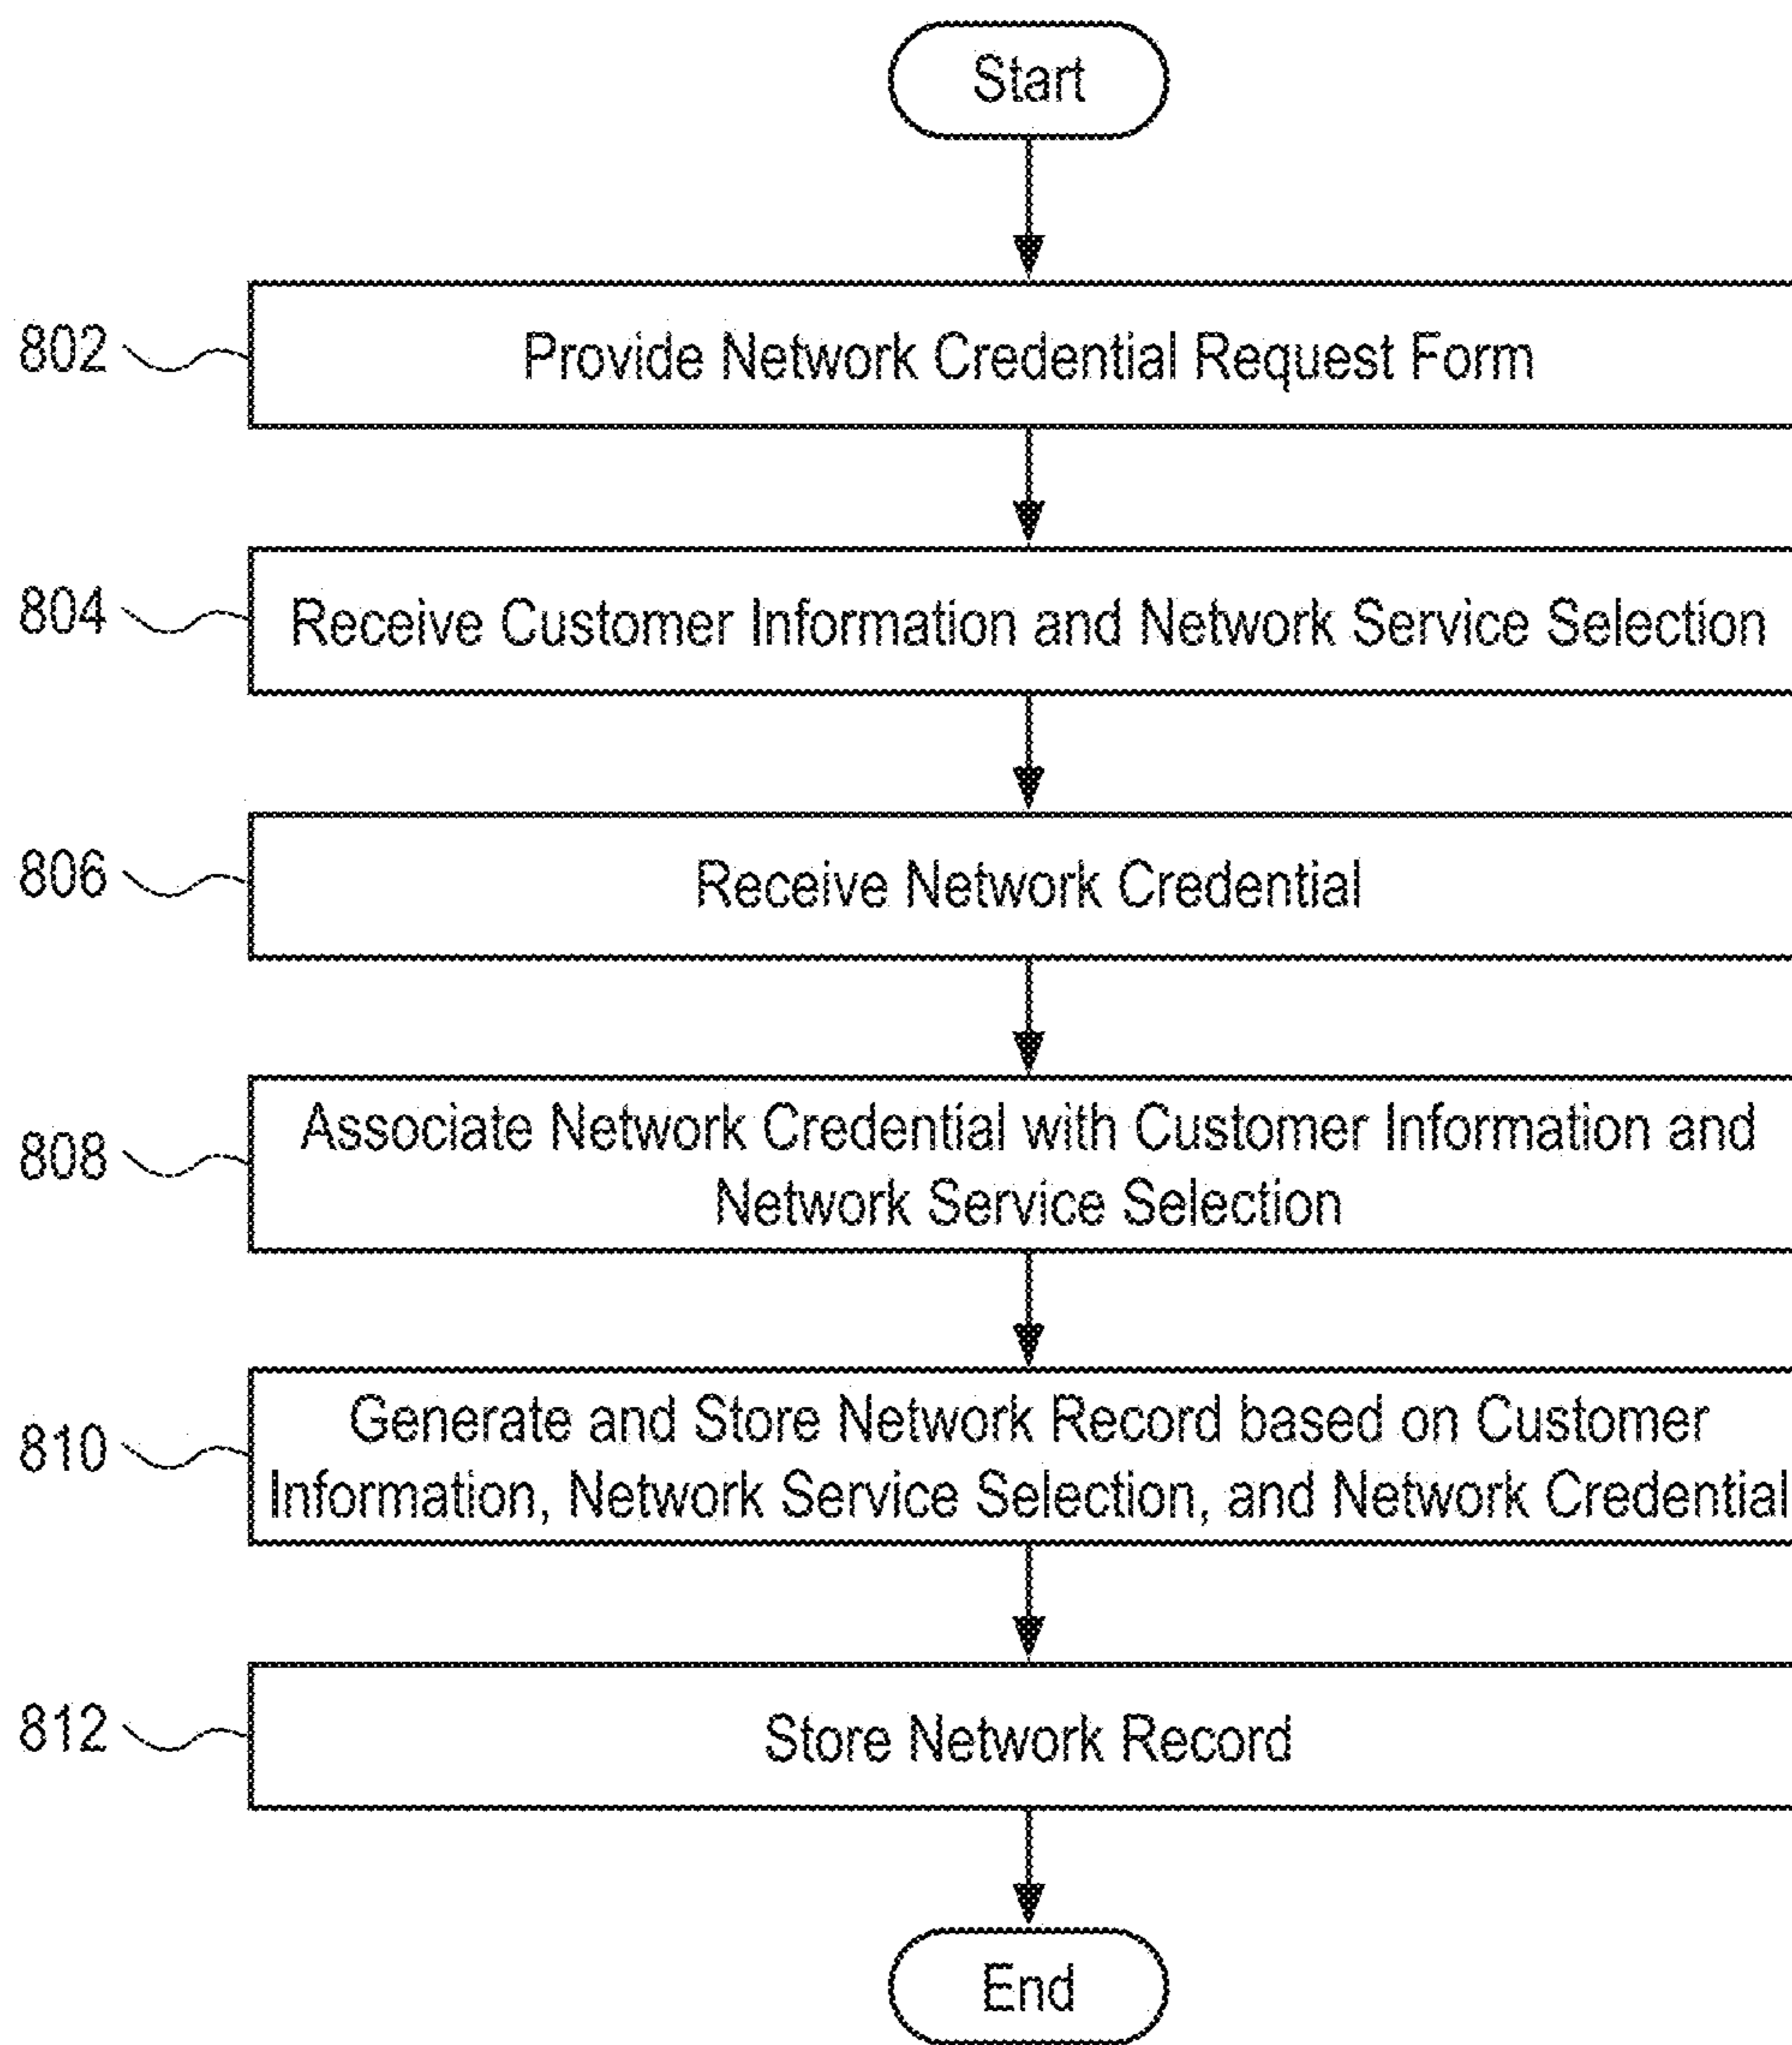 Start
802
Provide Network Credential Request Form
804
Receive Customer Information and Network Service Selection
806
Receive Network Credential
808
Associate Network Credential with Customer Information and
Network Service Selection
810
Generate and Store Network Record based on Customer
Information, Network Service Selection, and Network Credential
812
Store Network Record
End